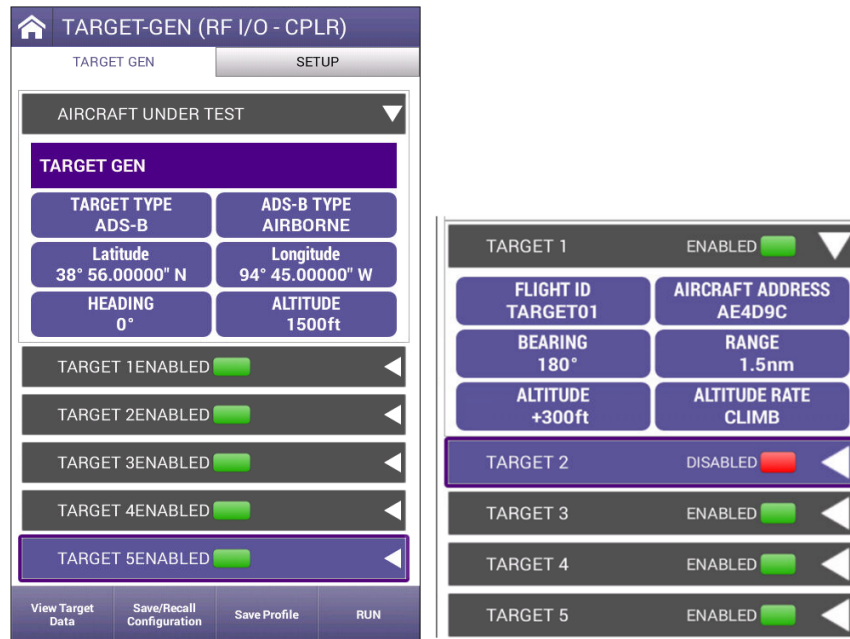 TARGET-GEN (RF I/O - CPLR)
TARGET GEN
SETUP
AIRCRAFT UNDER TEST
TARGET GEN
TARGET TYPE
ADS-B
ADS-B TYPE
AIRBORNE
Latitude
38° 56.00000" N
Longitude
94° 45.00000" W
HEADING
0°
ALTITUDE
1500ft
TARGET 1ENABLED
TARGET 2ENABLED
TARGET 3ENABLED
TARGET 4ENABLED
TARGET 5ENABLED
View Target
Data
Save/Recall
Configuration
Save Profile
RUN
TARGET 1 ENABLED
FLIGHT ID
TARGET01
AIRCRAFT ADDRESS
AE4D9C
BEARING
180°
RANGE
1.5nm
ALTITUDE
+300ft
ALTITUDE RATE
CLIMB
TARGET 2 DISABLED
TARGET 3 ENABLED
TARGET 4 ENABLED
TARGET 5 ENABLED